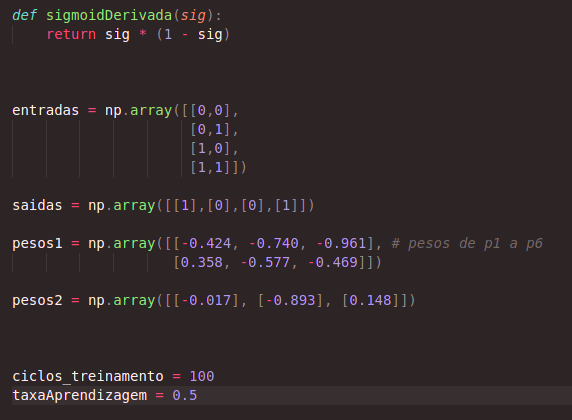 def sigmoidDerivada(sig):
    return sig * (1 - sig)
entradas = np.array([[0,0],
                     [0,1],
                     [1,0],
                     [1,1]])
saidas = np.array([[1],[0],[0],[1]])
pesos1 = np.array([[-0.424, -0.740, -0.961], # pesos de p1 a p6
                   [0.358, -0.577, -0.469]])
pesos2 = np.array([[-0.017], [-0.893], [0.148]])
ciclos_treinamento = 100
taxaAprendizagem = 0.5